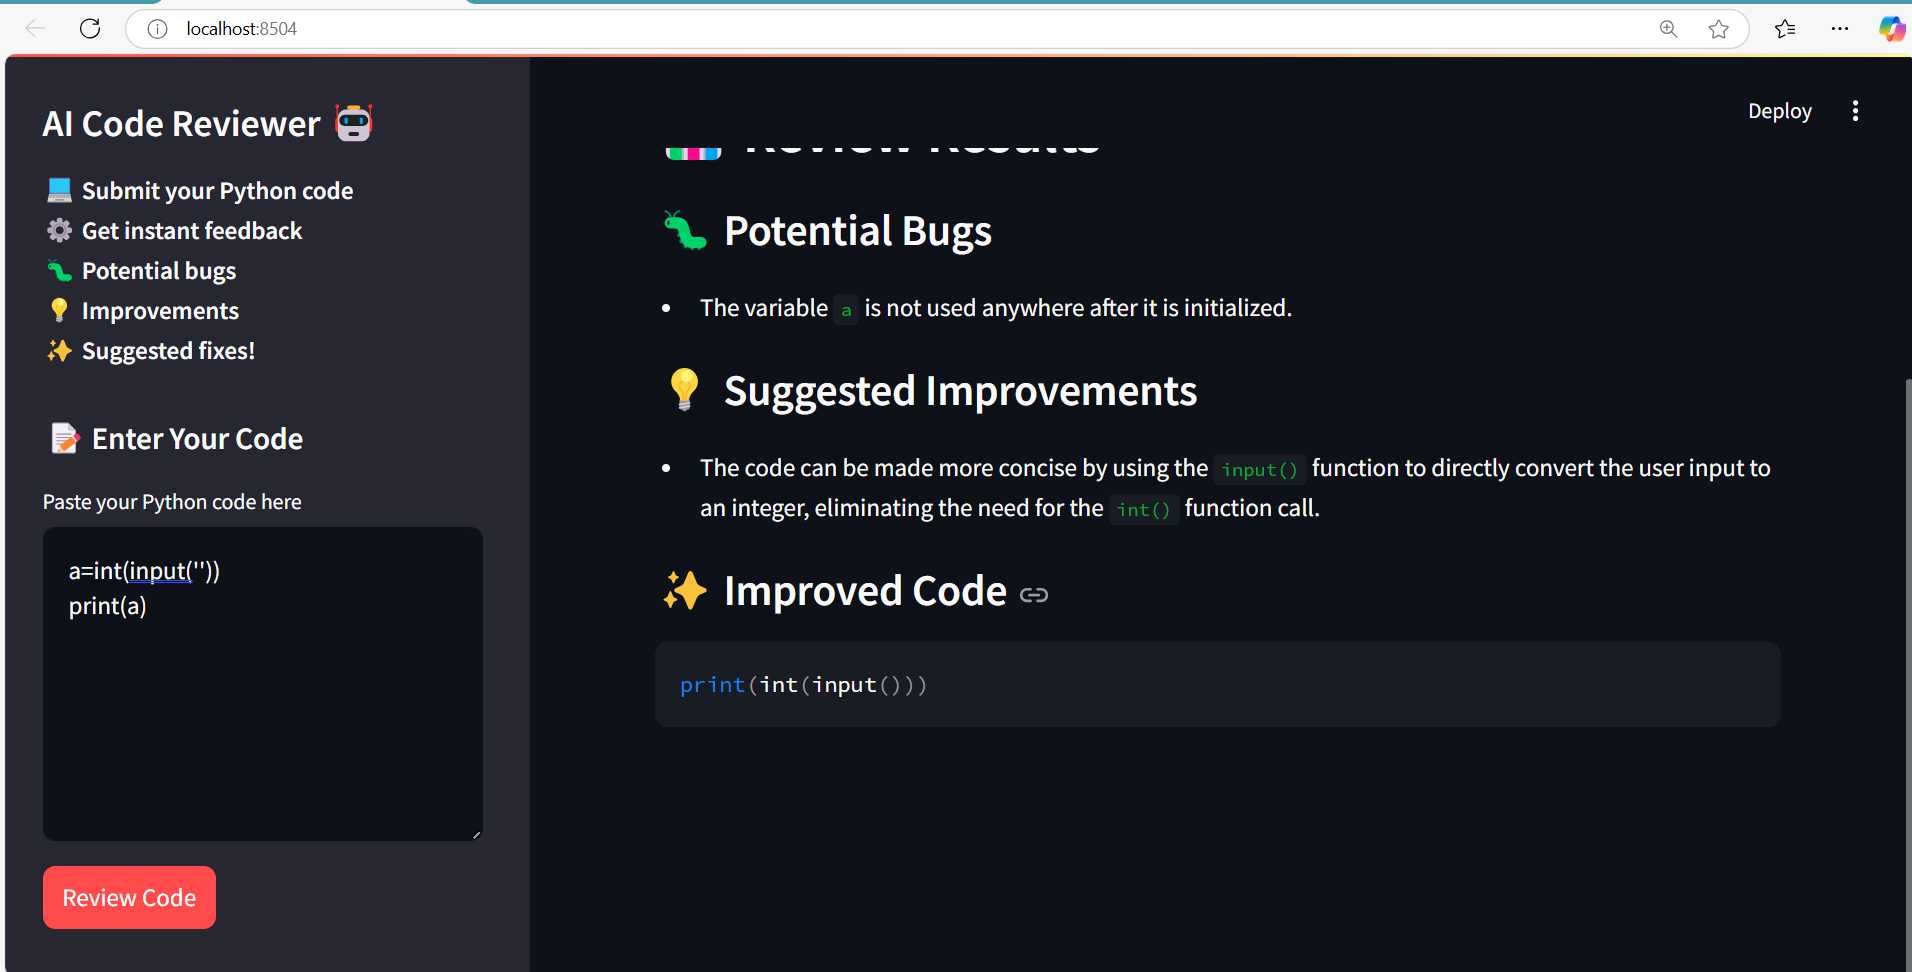 localhost:8504
AI Code Reviewer
Submit your Python code
Get instant feedback
Potential bugs
Improvements
Suggested fixes!
Enter Your Code
Paste your Python code here
a=int(input(''))
print(a)
Review Code
Deploy
Review Results
Potential Bugs
The variable a is not used anywhere after it is initialized.
Suggested Improvements
The code can be made more concise by using the input() function to directly convert the user input to
an integer, eliminating the need for the int() function call.
Improved Code
print(int(input()))